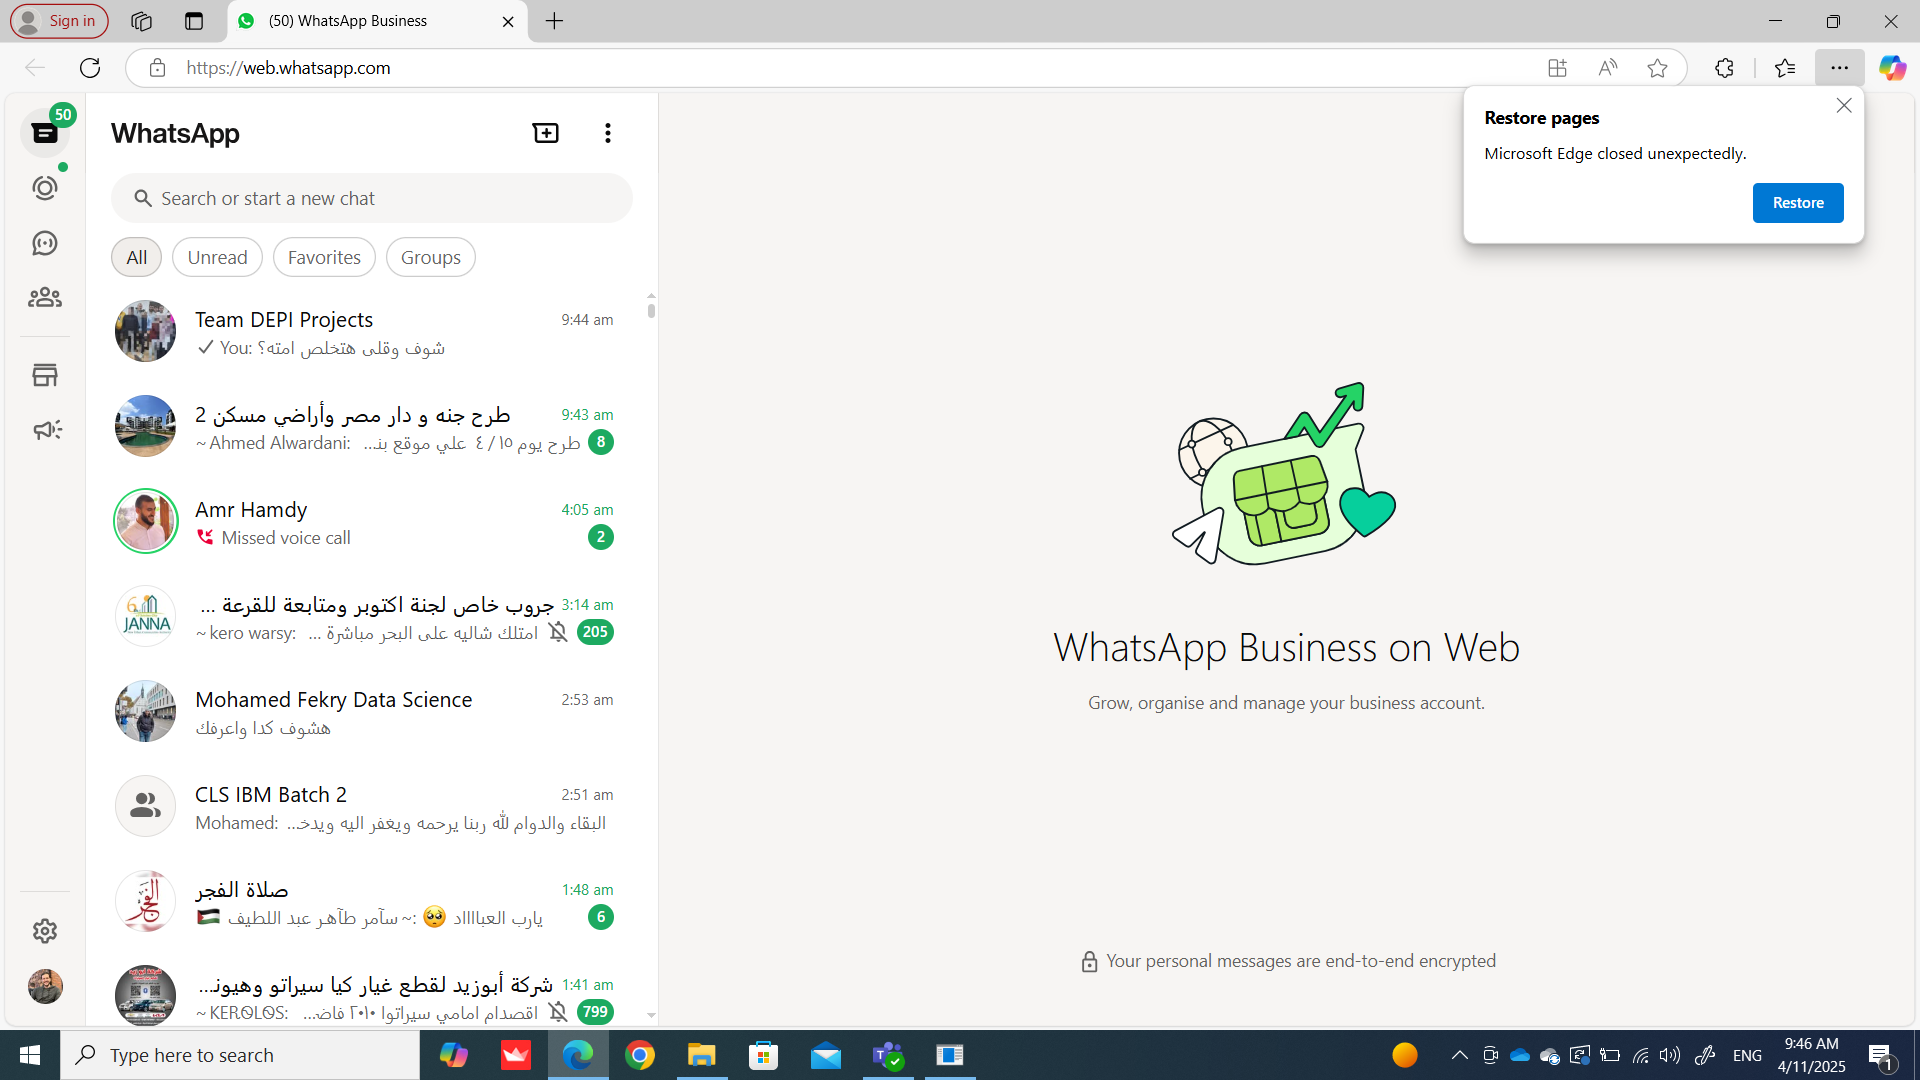 Sign in
(50) WhatsApp Business
https://web.whatsapp.com
Restore pages
Microsoft Edge closed unexpectedly.
Restore
50
WhatsApp
Search or start a new chat
All
Unread
Favorites
Groups
Team DEPI Projects
9:44 am
You: شوف وقلى هتخلص امته؟
طرح جنه و دار مصر وأراضي مسكن 2
9:43 am
~ Ahmed Alwardani: طرح يوم ١٥ / ٤ علي موقع بنـ...
8
Amr Hamdy
4:05 am
Missed voice call
2
JANNA
جروب خاص لجنة اكتوبر ومتابعة للقرعة ...
3:14 am
~ kero warsy: امتلك شاليه على البحر مباشرة ...
205
Mohamed Fekry Data Science
2:53 am
هشوف كدا واعرفك
CLS IBM Batch 2
2:51 am
Mohamed: البقاء والدوام لله ربنا يرحمه ويغفر اليه ويدخـ...
الفجر
صلاة الفجر
1:48 am
يارب العباااد 🥺 :~ سآمر طآهر عبد اللطيف 🇵🇸
6
شركة أبوزيد لقطع غيار كيا سيراتو وهيونـ...
1:41 am
~ KEROLOS: اقصدام امامي سيراتوا ٢٠١٠ فاضـ...
799
WhatsApp Business on Web
Grow, organise and manage your business account.
Your personal messages are end-to-end encrypted
Type here to search
ENG
9:46 AM
4/11/2025
1